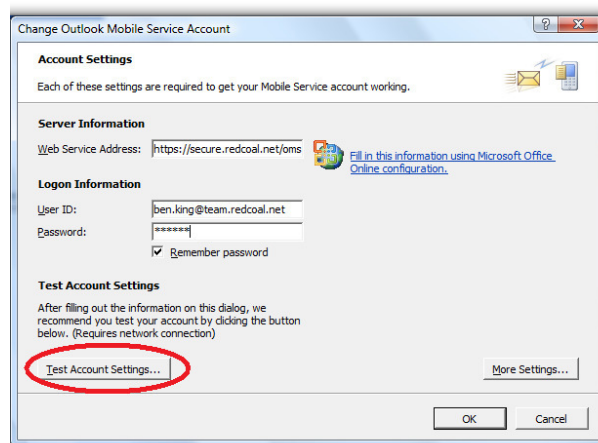 Change Outlook Mobile Service Account
Account Settings
Each of these settings are required to get your Mobile Service account working.
Server Information
Web Service Address: https://secure.redcoal.net/oms
Fill in this information using Microsoft Office
Online configuration.
Logon Information
User ID: ben.king@team.redcoal.net
Password: ******
Remember password
Test Account Settings
After filling out the information on this dialog, we
recommend you test your account by clicking the button
below. (Requires network connection)
Test Account Settings... More Settings...
OK Cancel